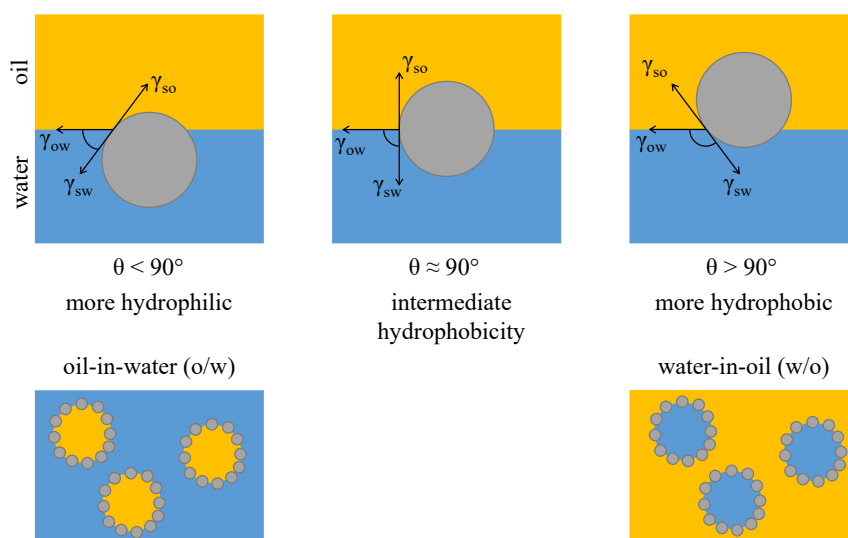 oil
water
γso
γow
γsw
γso
γow
γsw
γso
γow
γsw
θ < 90°
θ ≈ 90°
θ > 90°
more hydrophilic
intermediate
hydrophobicity
more hydrophobic
oil-in-water (o/w)
water-in-oil (w/o)